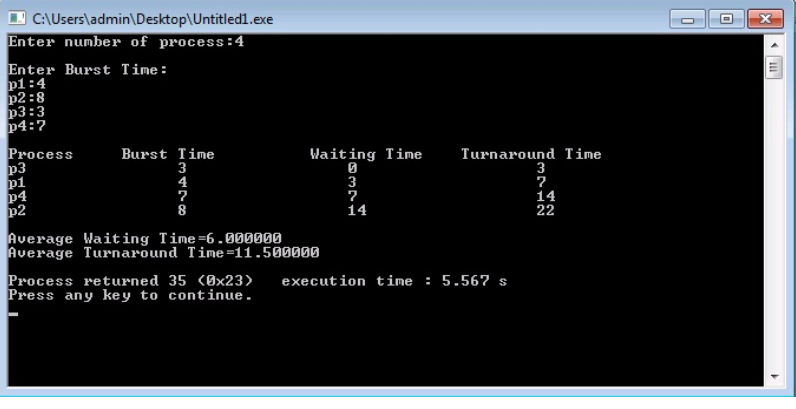 C:\Users\admin\Desktop\Untitled1.exe
Enter number of process:4
Enter Burst Time:
p1:4
p2:8
p3:3
p4:7
Process Burst Time Waiting Time Turnaround Time
p3 3 0 3
p1 4 3 7
p4 7 7 14
p2 8 14 22
Average Waiting Time=6.000000
Average Turnaround Time=11.500000
Process returned 35 (0x23) execution time : 5.567 s
Press any key to continue.